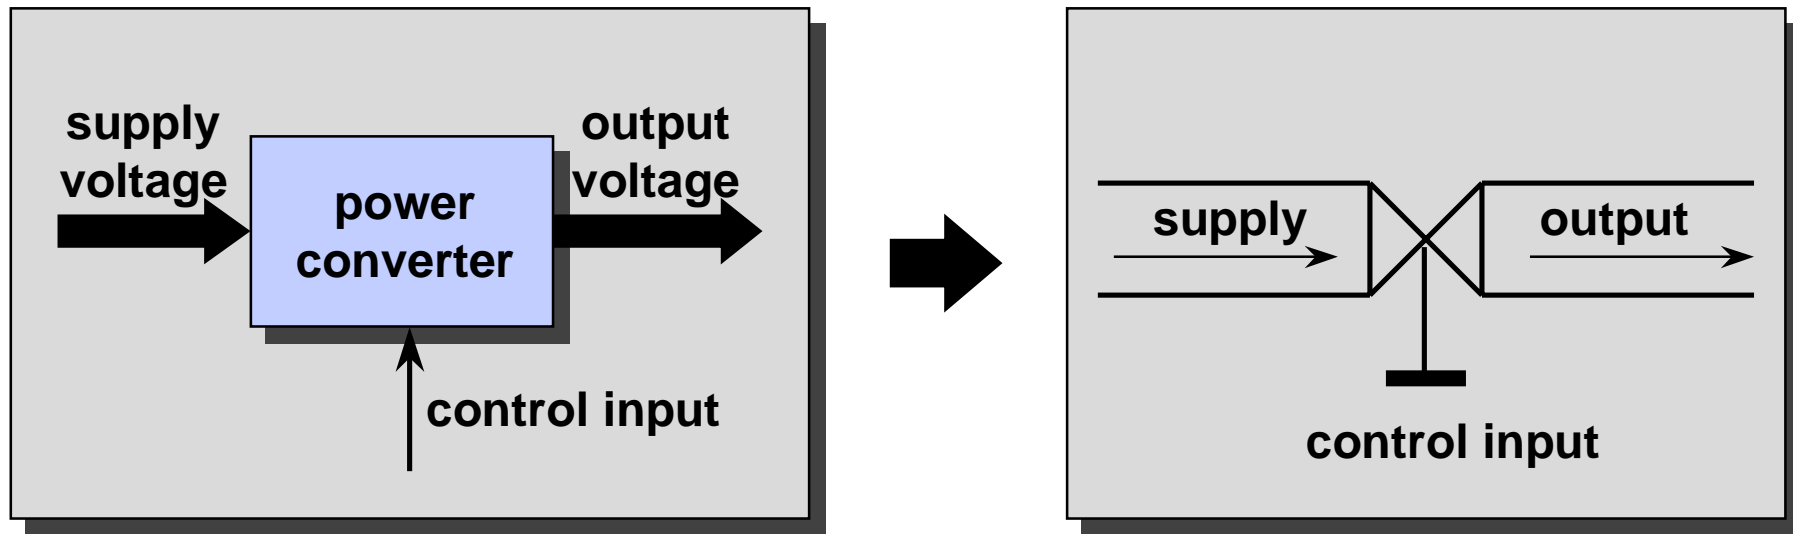 supply
voltage
output
voltage
power
converter
control input
supply
output
control input